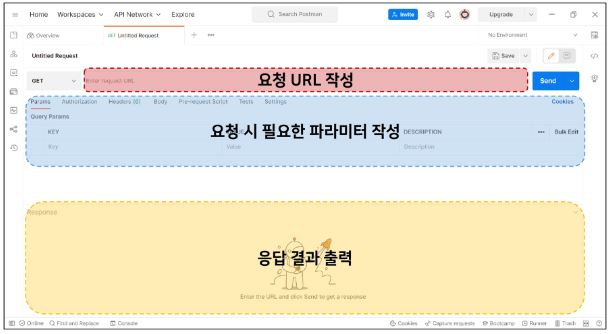 Home Workspaces API Network Explore Search Postman Invite Upgrade
Overview GET Untitled Request No Environment
Untitled Request Save
GET Enter request URL 요청 URL 작성 Send
Params Authorization Headers (6) Body Pre-request Script Tests Settings Cookies
Query Params
KEY 요청 시 필요한 파라미터 작성 DESCRIPTION Bulk Edit
Key Value Description
Response
응답 결과 출력
Enter the URL and click Send to get a response
Online Find and Replace Console Cookies Capture requests Bootcamp Runner Trash